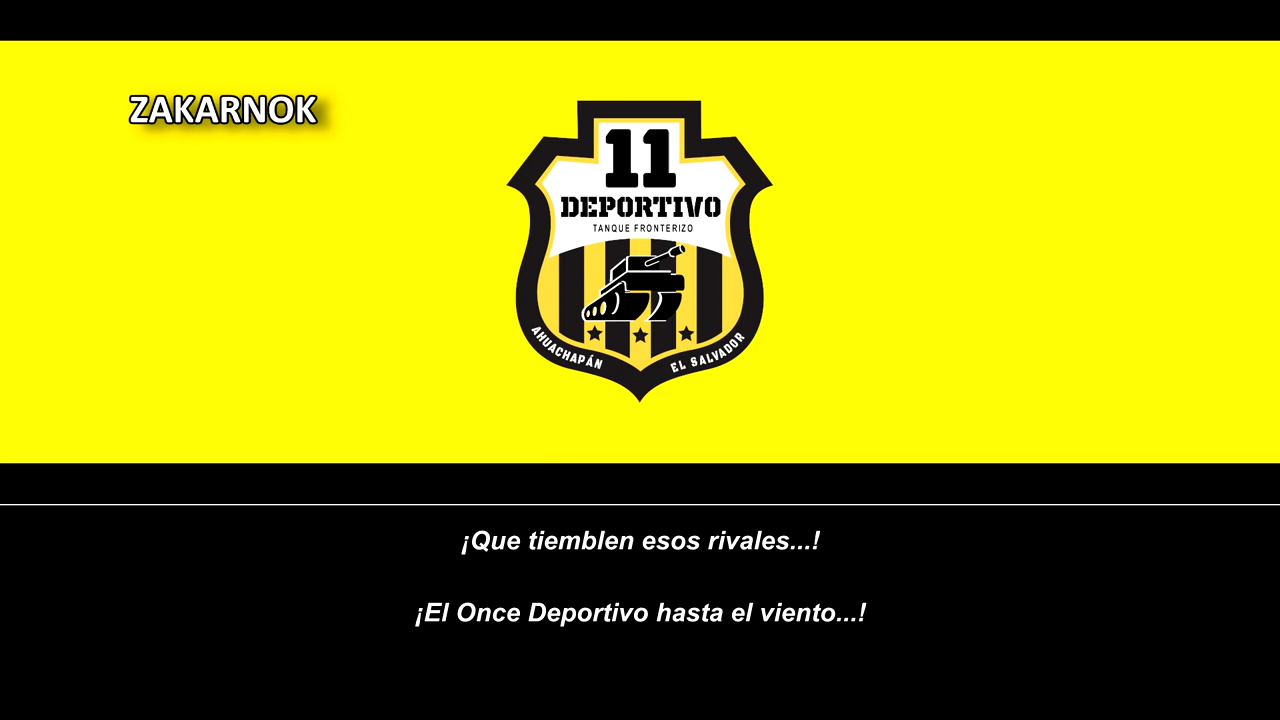 ZAKARNOK
11
DEPORTIVO
TANQUE FRONTERIZO
AHUACHAPÁN
EL SALVADOR
¡Que tiemblen esos rivales...!
¡El Once Deportivo hasta el viento...!